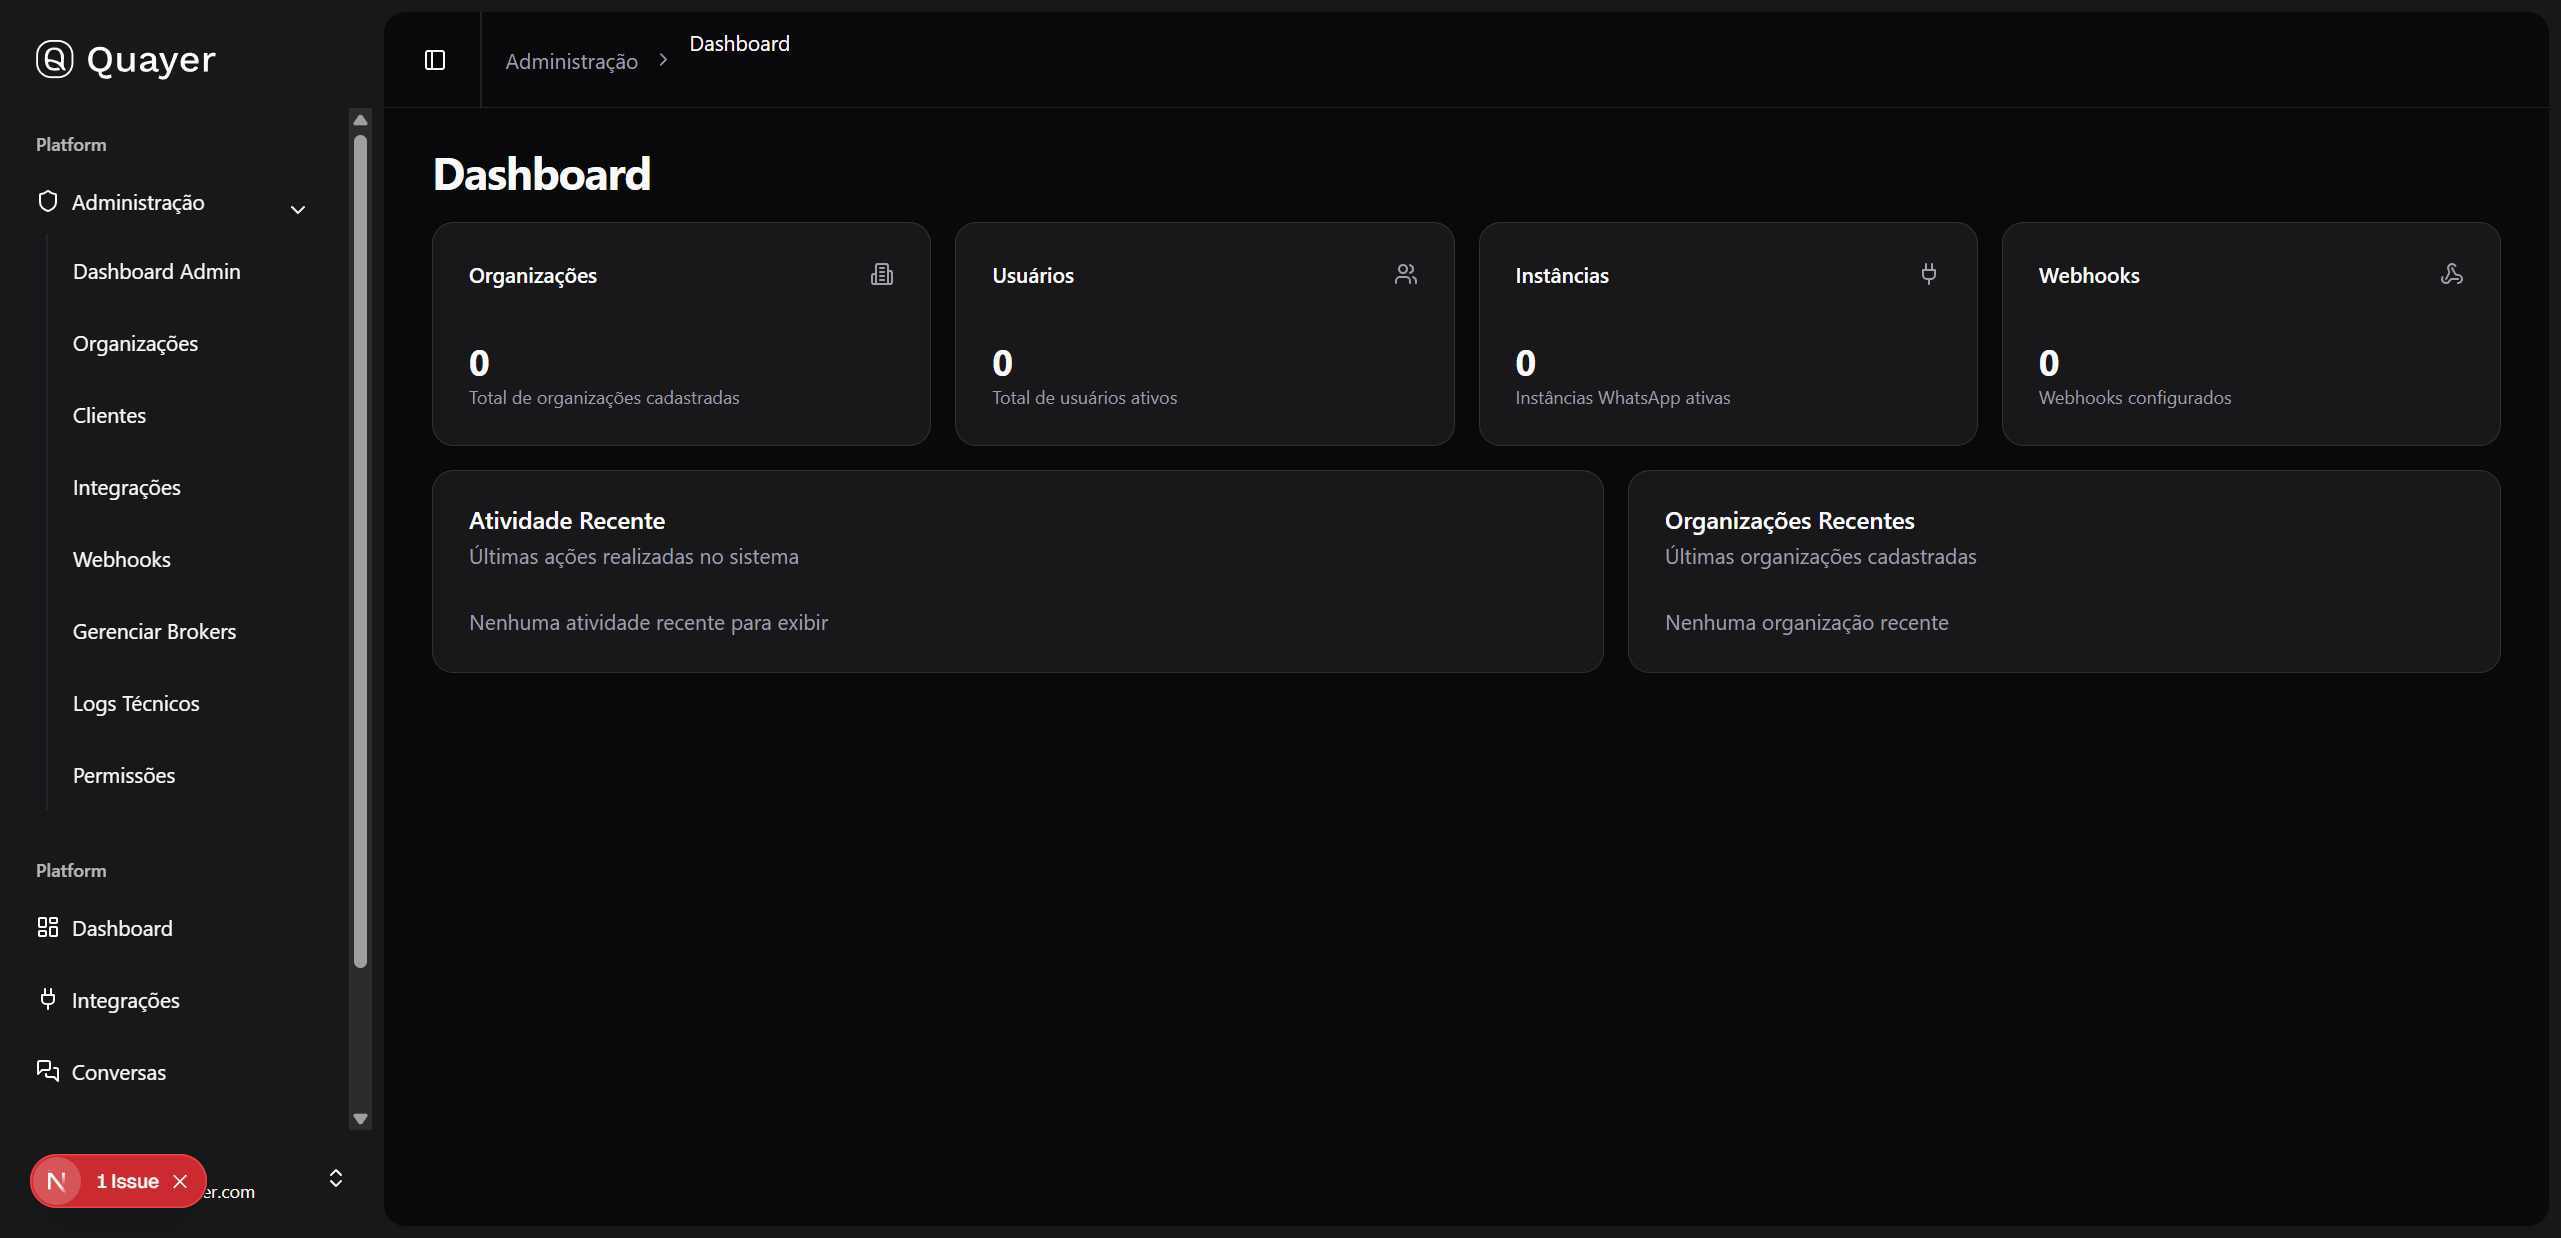 Quayer
Platform
Administração
Dashboard Admin
Organizações
Clientes
Integrações
Webhooks
Gerenciar Brokers
Logs Técnicos
Permissões
Platform
Dashboard
Integrações
Conversas
N 1 Issue
er.com
Administração > Dashboard
Dashboard
Organizações
0
Total de organizações cadastradas
Usuários
0
Total de usuários ativos
Instâncias
0
Instâncias WhatsApp ativas
Webhooks
0
Webhooks configurados
Atividade Recente
Últimas ações realizadas no sistema
Nenhuma atividade recente para exibir
Organizações Recentes
Últimas organizações cadastradas
Nenhuma organização recente